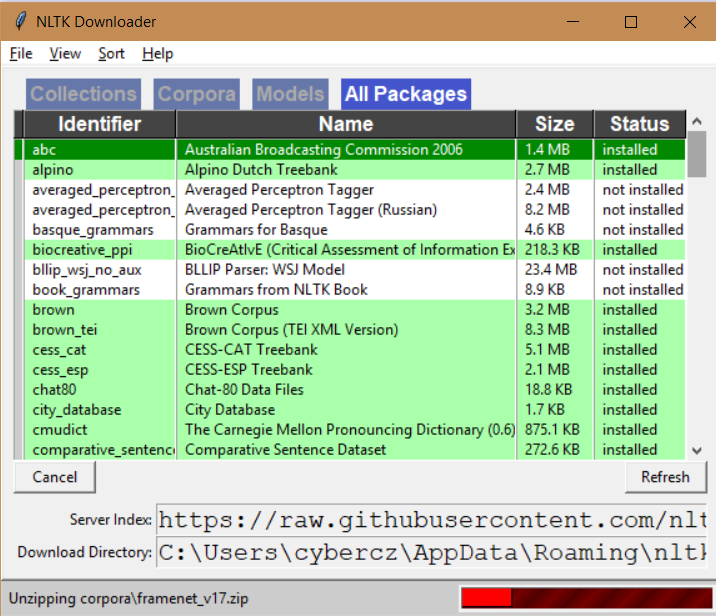 NLTK Downloader
File View Sort Help
Collections Corpora Models All Packages
Identifier Name Size Status
abc Australian Broadcasting Commission 2006 1.4 MB installed
alpino Alpino Dutch Treebank 2.7 MB installed
averaged_perceptron_ Averaged Perceptron Tagger 2.4 MB not installed
averaged_perceptron_ Averaged Perceptron Tagger (Russian) 8.2 MB not installed
basque_grammars Grammars for Basque 4.6 KB not installed
biocreative_ppi BioCreAtIvE (Critical Assessment of Information Ex 218.3 KB installed
bllip_wsj_no_aux BLLIP Parser: WSJ Model 23.4 MB not installed
book_grammars Grammars from NLTK Book 8.9 KB not installed
brown Brown Corpus 3.2 MB installed
brown_tei Brown Corpus (TEI XML Version) 8.3 MB installed
cess_cat CESS-CAT Treebank 5.1 MB installed
cess_esp CESS-ESP Treebank 2.1 MB installed
chat80 Chat-80 Data Files 18.8 KB installed
city_database City Database 1.7 KB installed
cmudict The Carnegie Mellon Pronouncing Dictionary (0.6) 875.1 KB installed
comparative_sentence Comparative Sentence Dataset 272.6 KB installed
Cancel Refresh
Server Index: https://raw.githubusercontent.com/nlt
Download Directory: C:\Users\cybercz\AppData\Roaming\nltk
Unzipping corpora\framenet_v17.zip